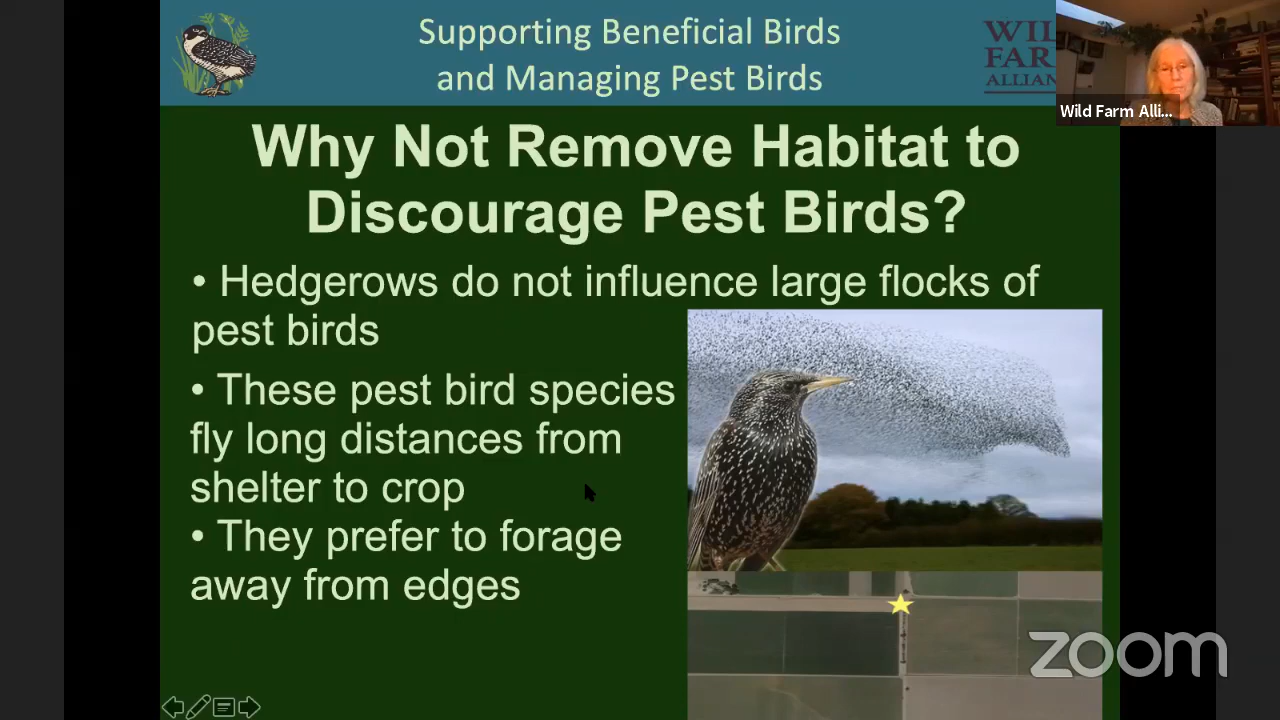 Supporting Beneficial Birds
and Managing Pest Birds
WIL
FAR
ALLIAN
Wild Farm Alli...
Why Not Remove Habitat to
Discourage Pest Birds?
• Hedgerows do not influence large flocks of
pest birds
• These pest bird species
fly long distances from
shelter to crop
• They prefer to forage
away from edges
zoom